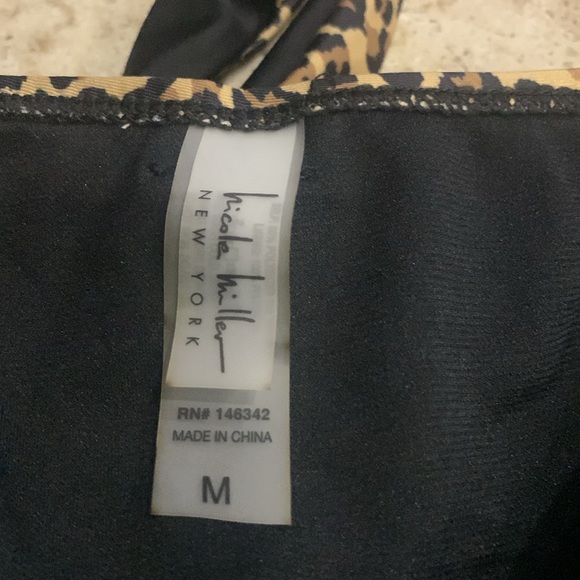 nicole miller
NEW YORK
RN# 146342
MADE IN CHINA
M